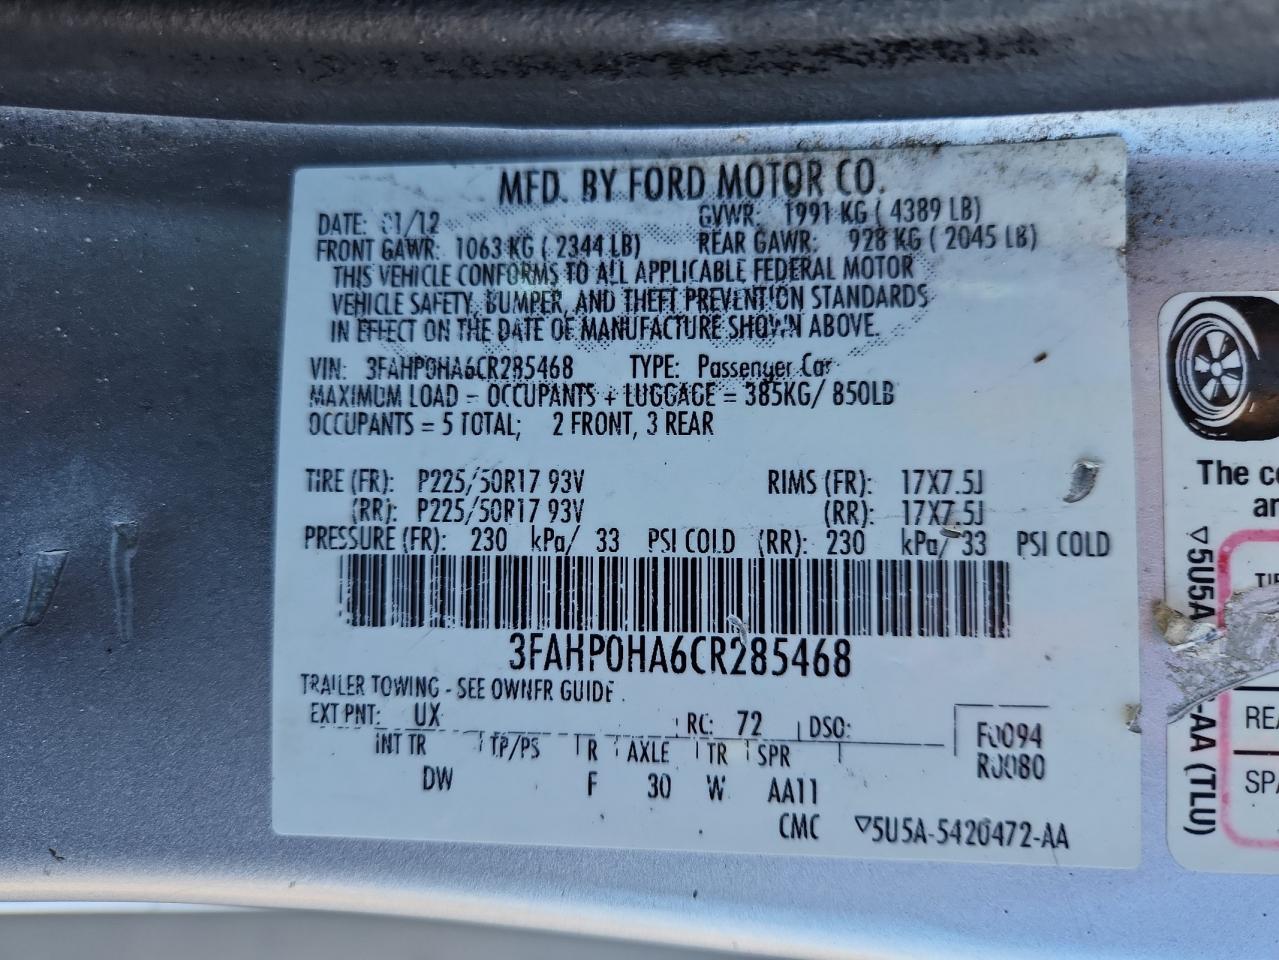 MFD. BY FORD MOTOR CO.
DATE: 01/12 GVWR: 1991 KG ( 4389 LB)
FRONT GAWR: 1063 KG ( 2344 LB) REAR GAWR: 928 KG ( 2045 LB)
THIS VEHICLE CONFORMS TO ALL APPLICABLE FEDERAL MOTOR
VEHICLE SAFETY, BUMPER, AND THEFT PREVENTION STANDARDS
IN EFFECT ON THE DATE OF MANUFACTURE SHOWN ABOVE.
VIN: 3FAHP0HA6CR285468 TYPE: Passenger Car
MAXIMUM LOAD = OCCUPANTS + LUGGAGE = 385KG/ 850LB
OCCUPANTS = 5 TOTAL; 2 FRONT, 3 REAR
TIRE (FR): P225/50R17 93V RIMS (FR): 17X7.5J
(RR): P225/50R17 93V (RR): 17X7.5J
PRESSURE (FR): 230 kPa/ 33 PSI COLD (RR): 230 kPa/ 33 PSI COLD
3FAHP0HA6CR285468
TRAILER TOWING - SEE OWNER GUIDE
EXT PNT: UX RC: 72 DSO:
INT TR TP/PS R AXLE TR SPR
DW F 30 W AA11
CMC
F0094
R0080
▽5U5A-5420472-AA
The co
an
▽5U5A
AA (TLU)
TI
REA
SPA